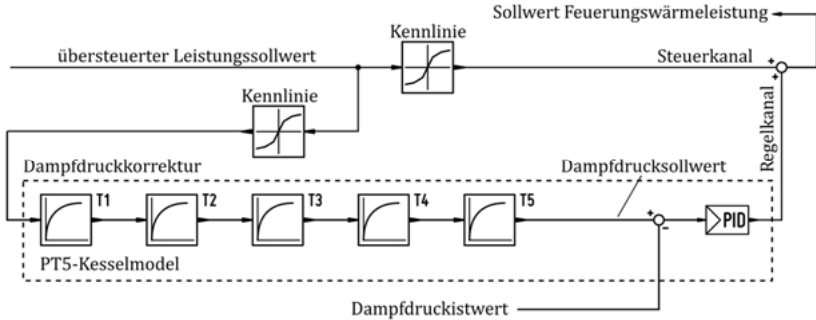 Sollwert Feuerungswärmeleistung
Kennlinie
übersteuerter Leistungssollwert
Steuerkanal
+
+
Kennlinie
Regelkanal
Dampfdruckkorrektur
Dampfdrucksollwert
T1
T2
T3
T4
T5
+
-
PID
PT5-Kesselmodel
Dampfdruckistwert